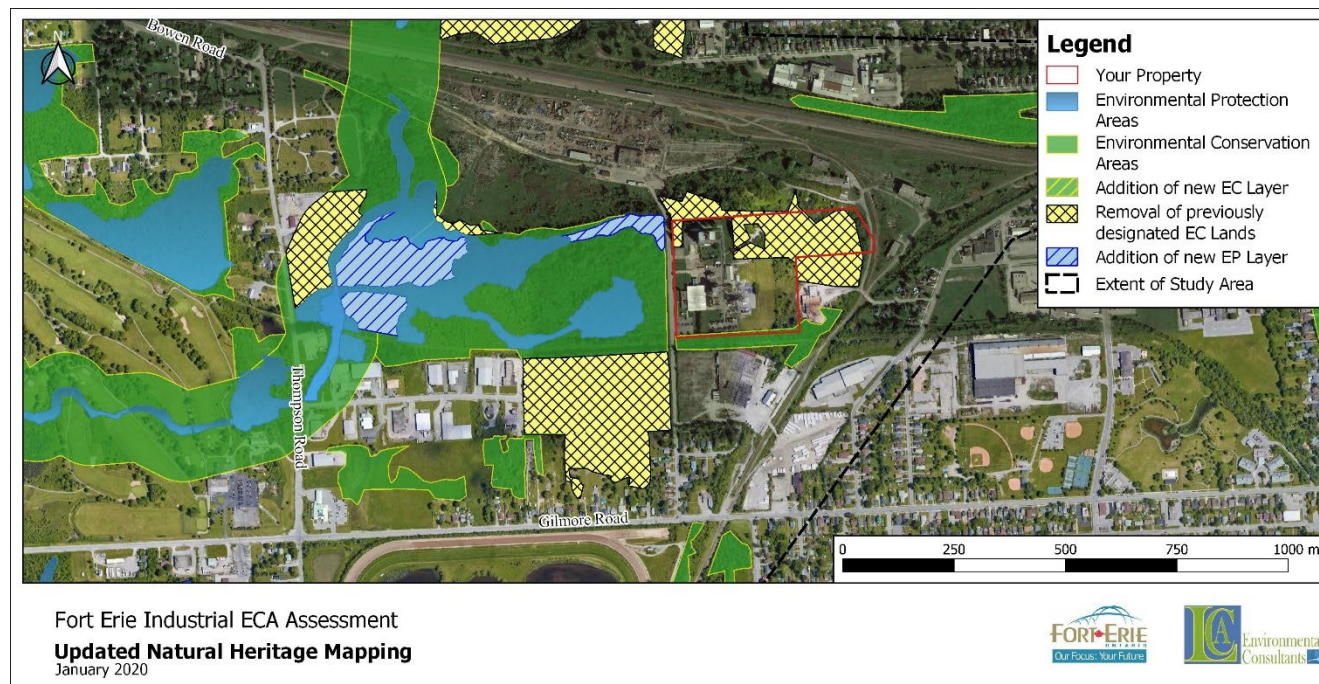 Bowen Road
N
Legend
Your Property
Environmental Protection
Areas
Environmental Conservation
Areas
Addition of new EC Layer
Removal of previously
designated EC Lands
Addition of new EP Layer
Extent of Study Area
Thompson Road
Gilmore Road
0 250 500 750 1000 m
Fort Erie Industrial ECA Assessment
Updated Natural Heritage Mapping
January 2020
FORT ERIE
ONTARIO
Our Focus: Your Future
LCA
Environmenta
Consultants